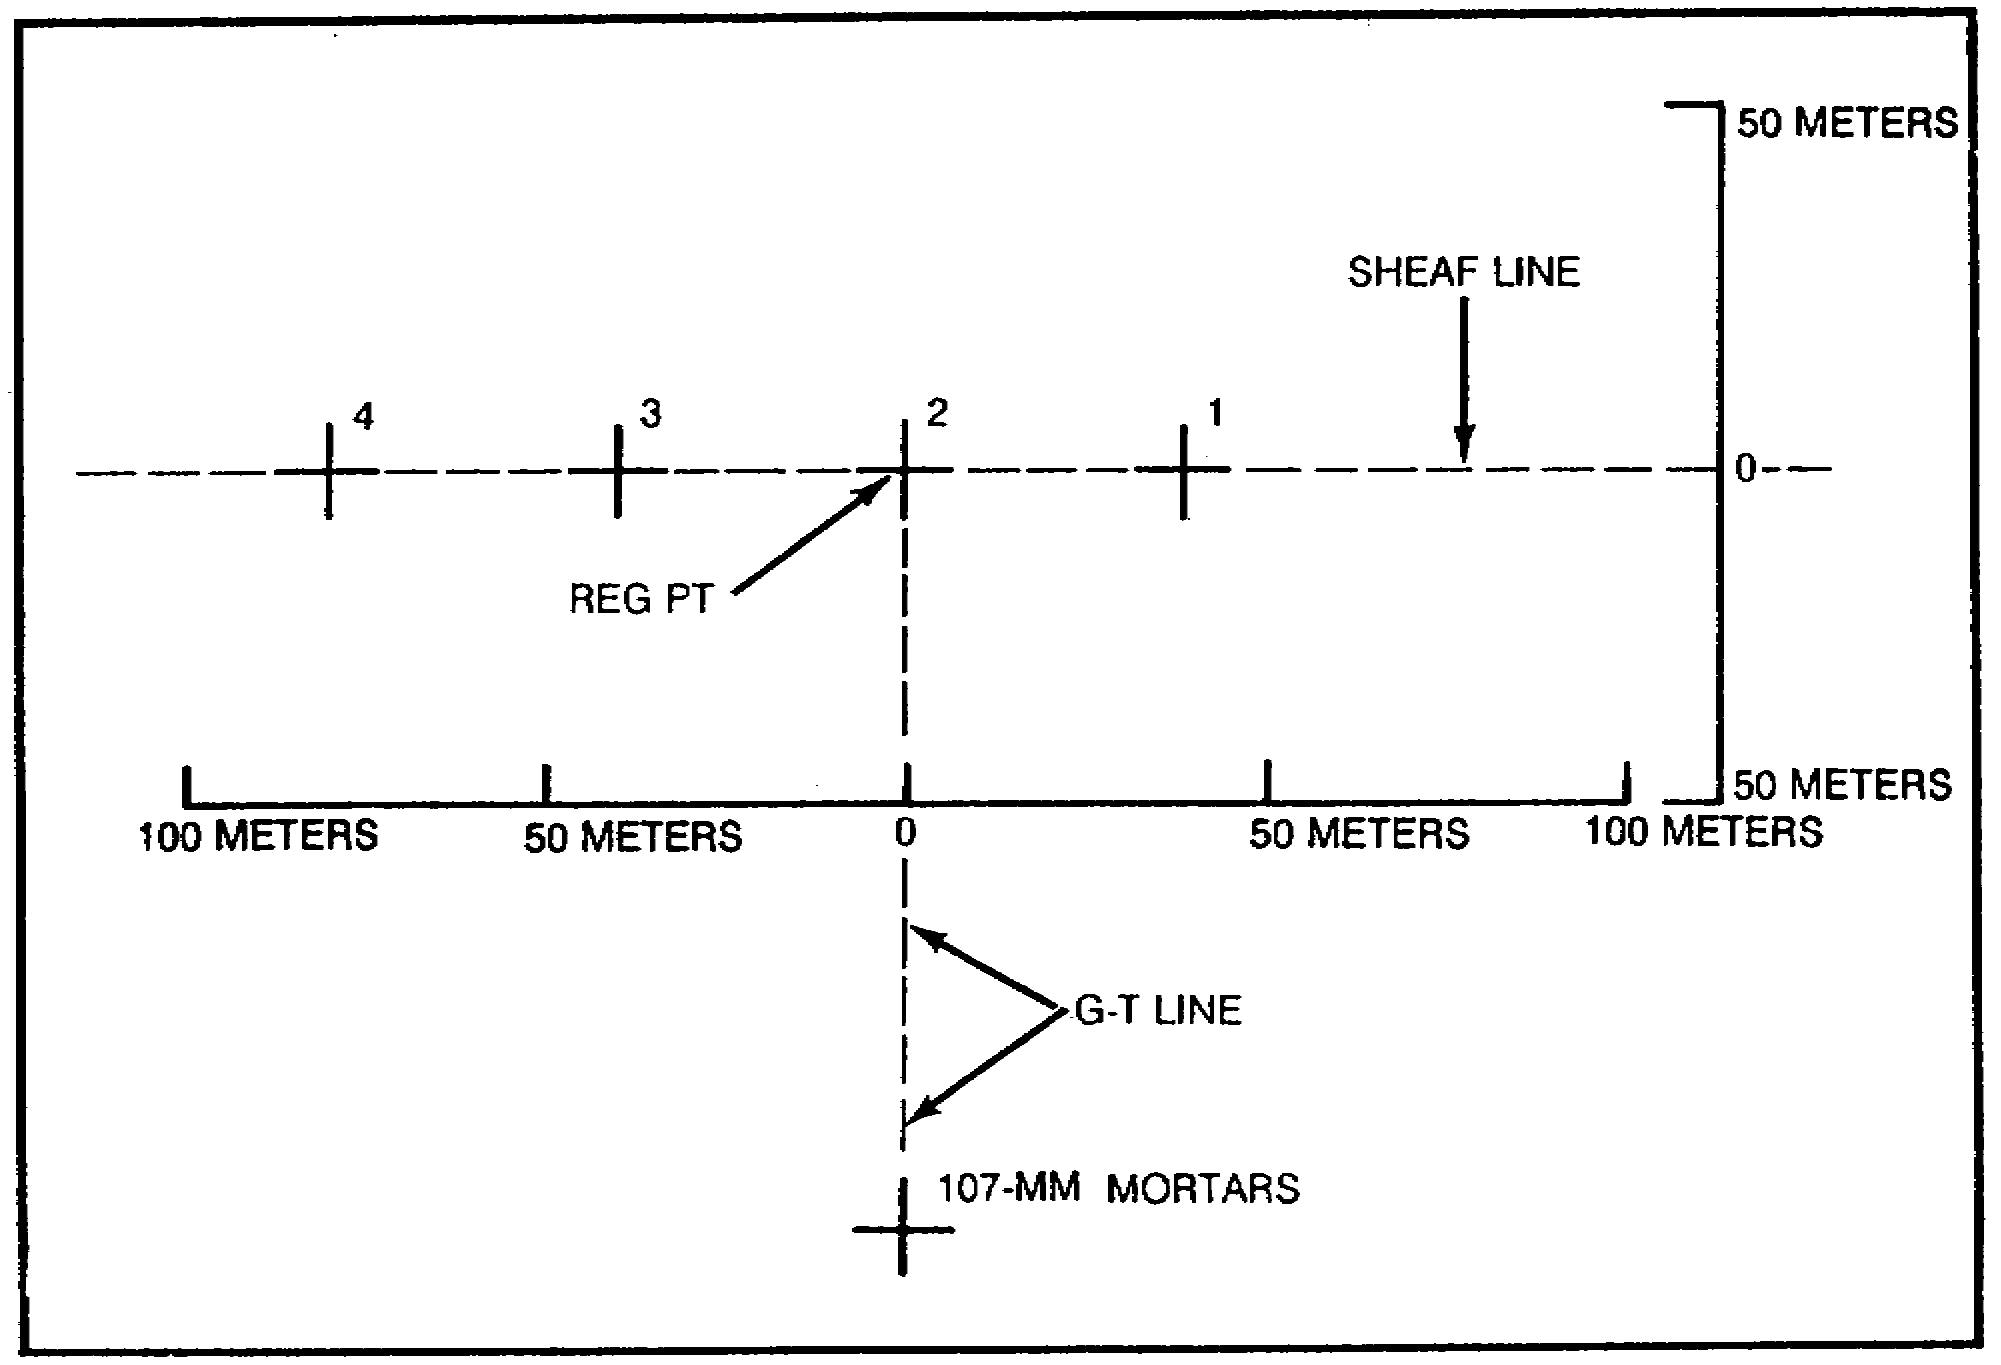 50 METERS
SHEAF LINE
4 3 2 1
0
REG PT
50 METERS
100 METERS 50 METERS 0 50 METERS 100 METERS
G-T LINE
107-MM MORTARS